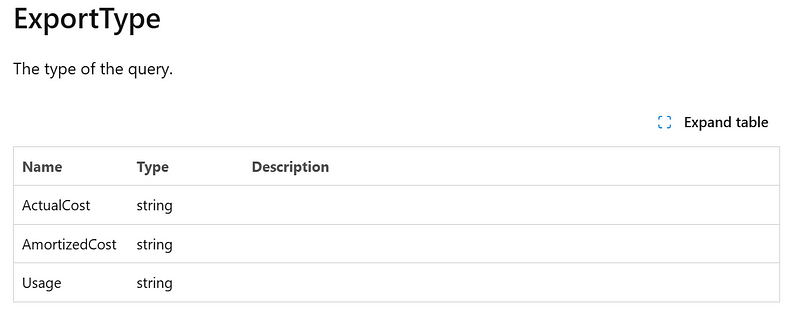 ExportType
The type of the query.
Expand table
Name Type Description
ActualCost string
AmortizedCost string
Usage string